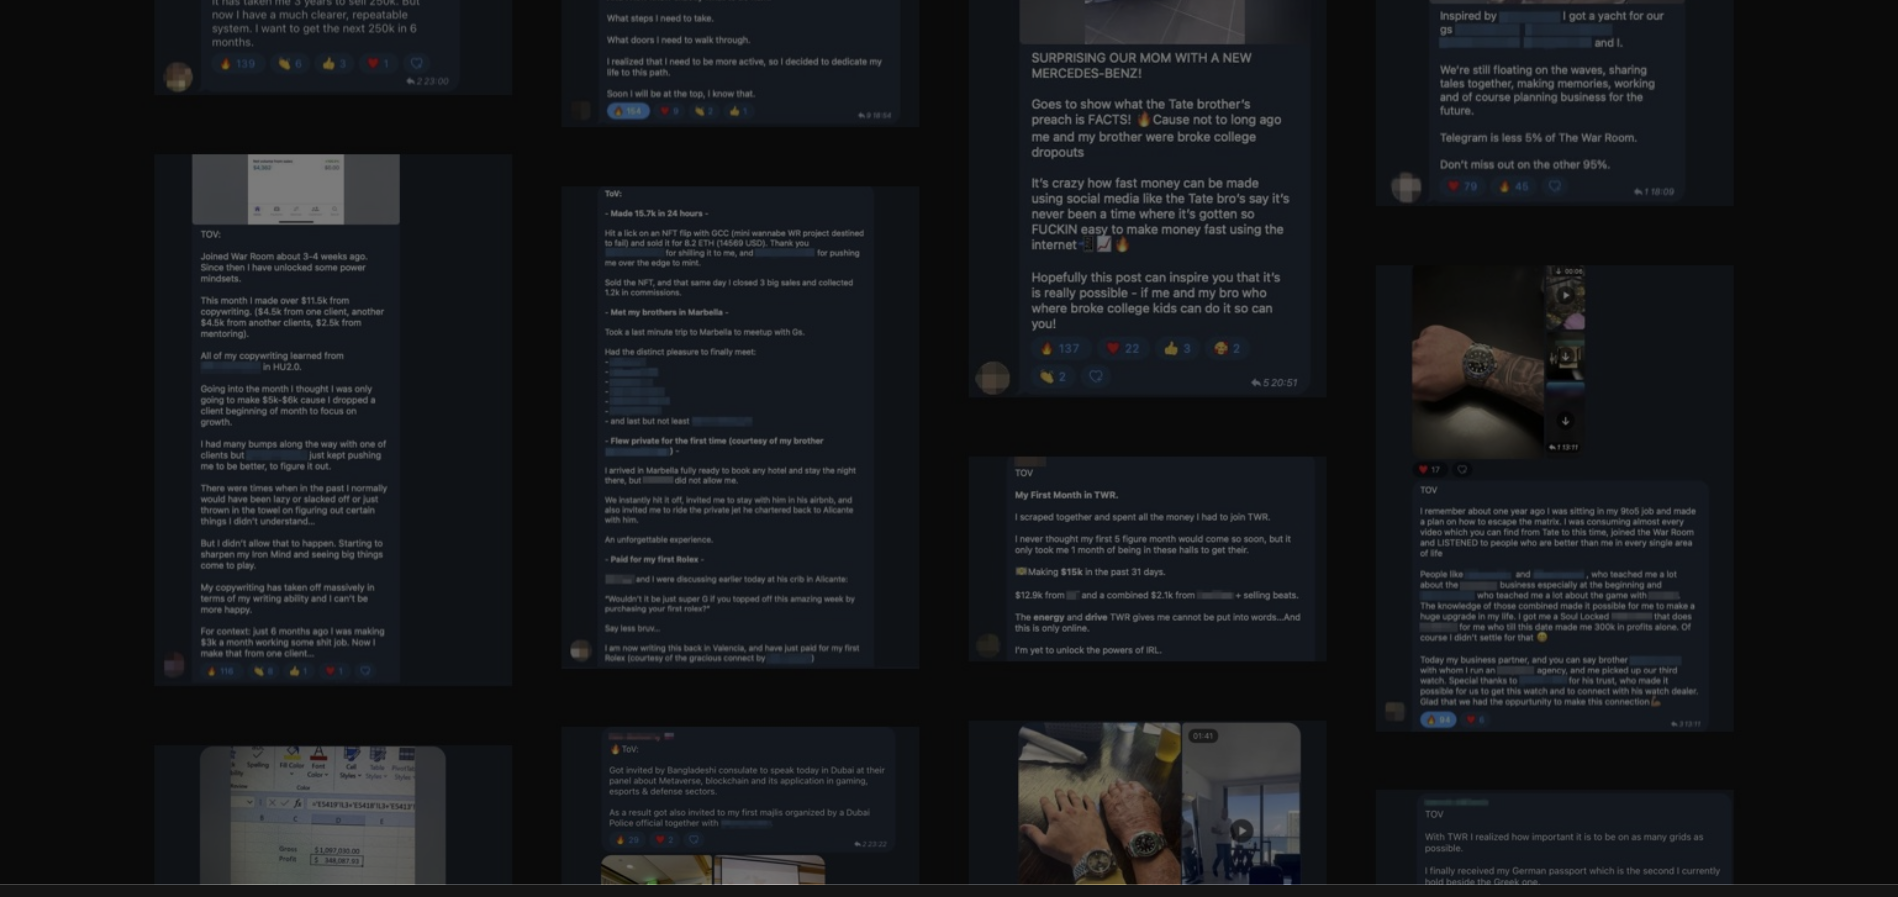 It has taken me 3 years to sell 250k. But
now I have a much clearer, repeatable
system. I want to get the next 250k in 6
months.
139 6 3 1
2 23:00
$4,392 $0.00
TOV:
Joined War Room about 3-4 weeks ago.
Since then I have unlocked some power
mindsets.
This month I made over $11.5k from
copywriting. ($4.5k from one client, another
$4.5k from another clients, $2.5k from
mentoring).
All of my copywriting learned from
in HU2.0.
Going into the month I thought I was only
going to make $5k-$6k cause I dropped a
client beginning of month to focus on
growth.
I had many bumps along the way with one of
clients but just kept pushing
me to be better, to figure it out.
There were times when in the past I normally
would have been lazy or slacked off or just
thrown in the towel on figuring out certain
things I didn't understand...
But I didn't allow that to happen. Starting to
sharpen my Iron Mind and seeing big things
come to play.
My copywriting has taken off massively in
terms of my writing ability and I can't be
more happy.
For context: just 6 months ago I was making
$3k a month working some shit job. Now I
make that from one client...
116 8 1 1
Spelling
Fill Color
Font Color
Cell Styles
Table Styles
Color
B C D E
Gross $1,097,030.00
Profit $ 348,087.93
What steps I need to take.
What doors I need to walk through.
I realized that I need to be more active, so I decided to dedicate my
life to this path.
Soon I will be at the top, I know that.
164 9 2 1
9 18:54
ToV:
- Made 15.7k in 24 hours -
Hit a lick on an NFT flip with GCC (mini wannabe WR project destined
to fail) and sold it for 8.2 ETH (14569 USD). Thank you
for shilling it to me, and for pushing
me over the edge to mint.
Sold the NFT, and that same day I closed 3 big sales and collected
1.2k in commissions.
- Met my brothers in Marbella -
Took a last minute trip to Marbella to meetup with Gs.
Had the distinct pleasure to finally meet:
-
-
-
-
-
-
- and last but not least
- Flew private for the first time (courtesy of my brother
) -
I arrived in Marbella fully ready to book any hotel and stay the night
there, but did not allow me.
We instantly hit it off, invited me to stay with him in his airbnb, and
also invited me to ride the private jet he chartered back to Alicante
with him.
An unforgettable experience.
- Paid for my first Rolex -
and I were discussing earlier today at his crib in Alicante:
"Wouldn't it be just super G if you topped off this amazing week by
purchasing your first rolex?"
Say less bruv...
I am now writing this back in Valencia, and have just paid for my first
Rolex (courtesy of the gracious connect by )
ToV:
Got invited by Bangladeshi consulate to speak today in Dubai at their
panel about Metaverse, blockchain and its application in gaming,
esports & defense sectors.
As a result got also invited to my first majlis organized by a Dubai
Police official together with
29 2
2 23:22
SURPRISING OUR MOM WITH A NEW
MERCEDES-BENZ!
Goes to show what the Tate brother's
preach is FACTS! Cause not to long ago
me and my brother were broke college
dropouts
It's crazy how fast money can be made
using social media like the Tate bro's say it's
never been a time where it's gotten so
FUCKIN easy to make money fast using the
internet
Hopefully this post can inspire you that it's
is really possible - if me and my bro who
where broke college kids can do it so can
you!
137 22 3 2
2
5 20:51
TOV
My First Month in TWR.
I scraped together and spent all the money I had to join TWR.
I never thought my first 5 figure month would come so soon, but it
only took me 1 month of being in these halls to get their.
Making $15k in the past 31 days.
$12.9k from and a combined $2.1k from + selling beats.
The energy and drive TWR gives me cannot be put into words...And
this is only online.
I'm yet to unlock the powers of IRL.
01:41
Inspired by I got a yacht for our
gs
and I.
We're still floating on the waves, sharing
tales together, making memories, working
and of course planning business for the
future.
Telegram is less 5% of The War Room.
Don't miss out on the other 95%.
79 45
1 18:09
00:06
1 13:11
17
TOV
I remember about one year ago I was sitting in my 9to5 job and made
a plan on how to escape the matrix. I was consuming almost every
video which you can find from Tate to this time, joined the War Room
and LISTENED to people who are better than me in every single area
of life
People like and , who teached me a lot
about the business especially at the beginning and
who teached me a lot about the game with .
The knowledge of those combined made it possible for me to make a
huge upgrade in my life. I got me a Soul Locked that does
for me who till this date made me 300k in profits alone. Of
course I didn't settle for that
Today my business partner, and you can say brother
with whom I run an agency, and me picked up our third
watch. Special thanks to for his trust, who made it
possible for us to get this watch and to connect with his watch dealer.
Glad that we had the oppurtunity to make this connection
94 6
3 13:11
TOV
With TWR I realized how important it is to be on as many grids as
possible.
I finally received my German passport which is the second I currently
hold beside the Greek one.